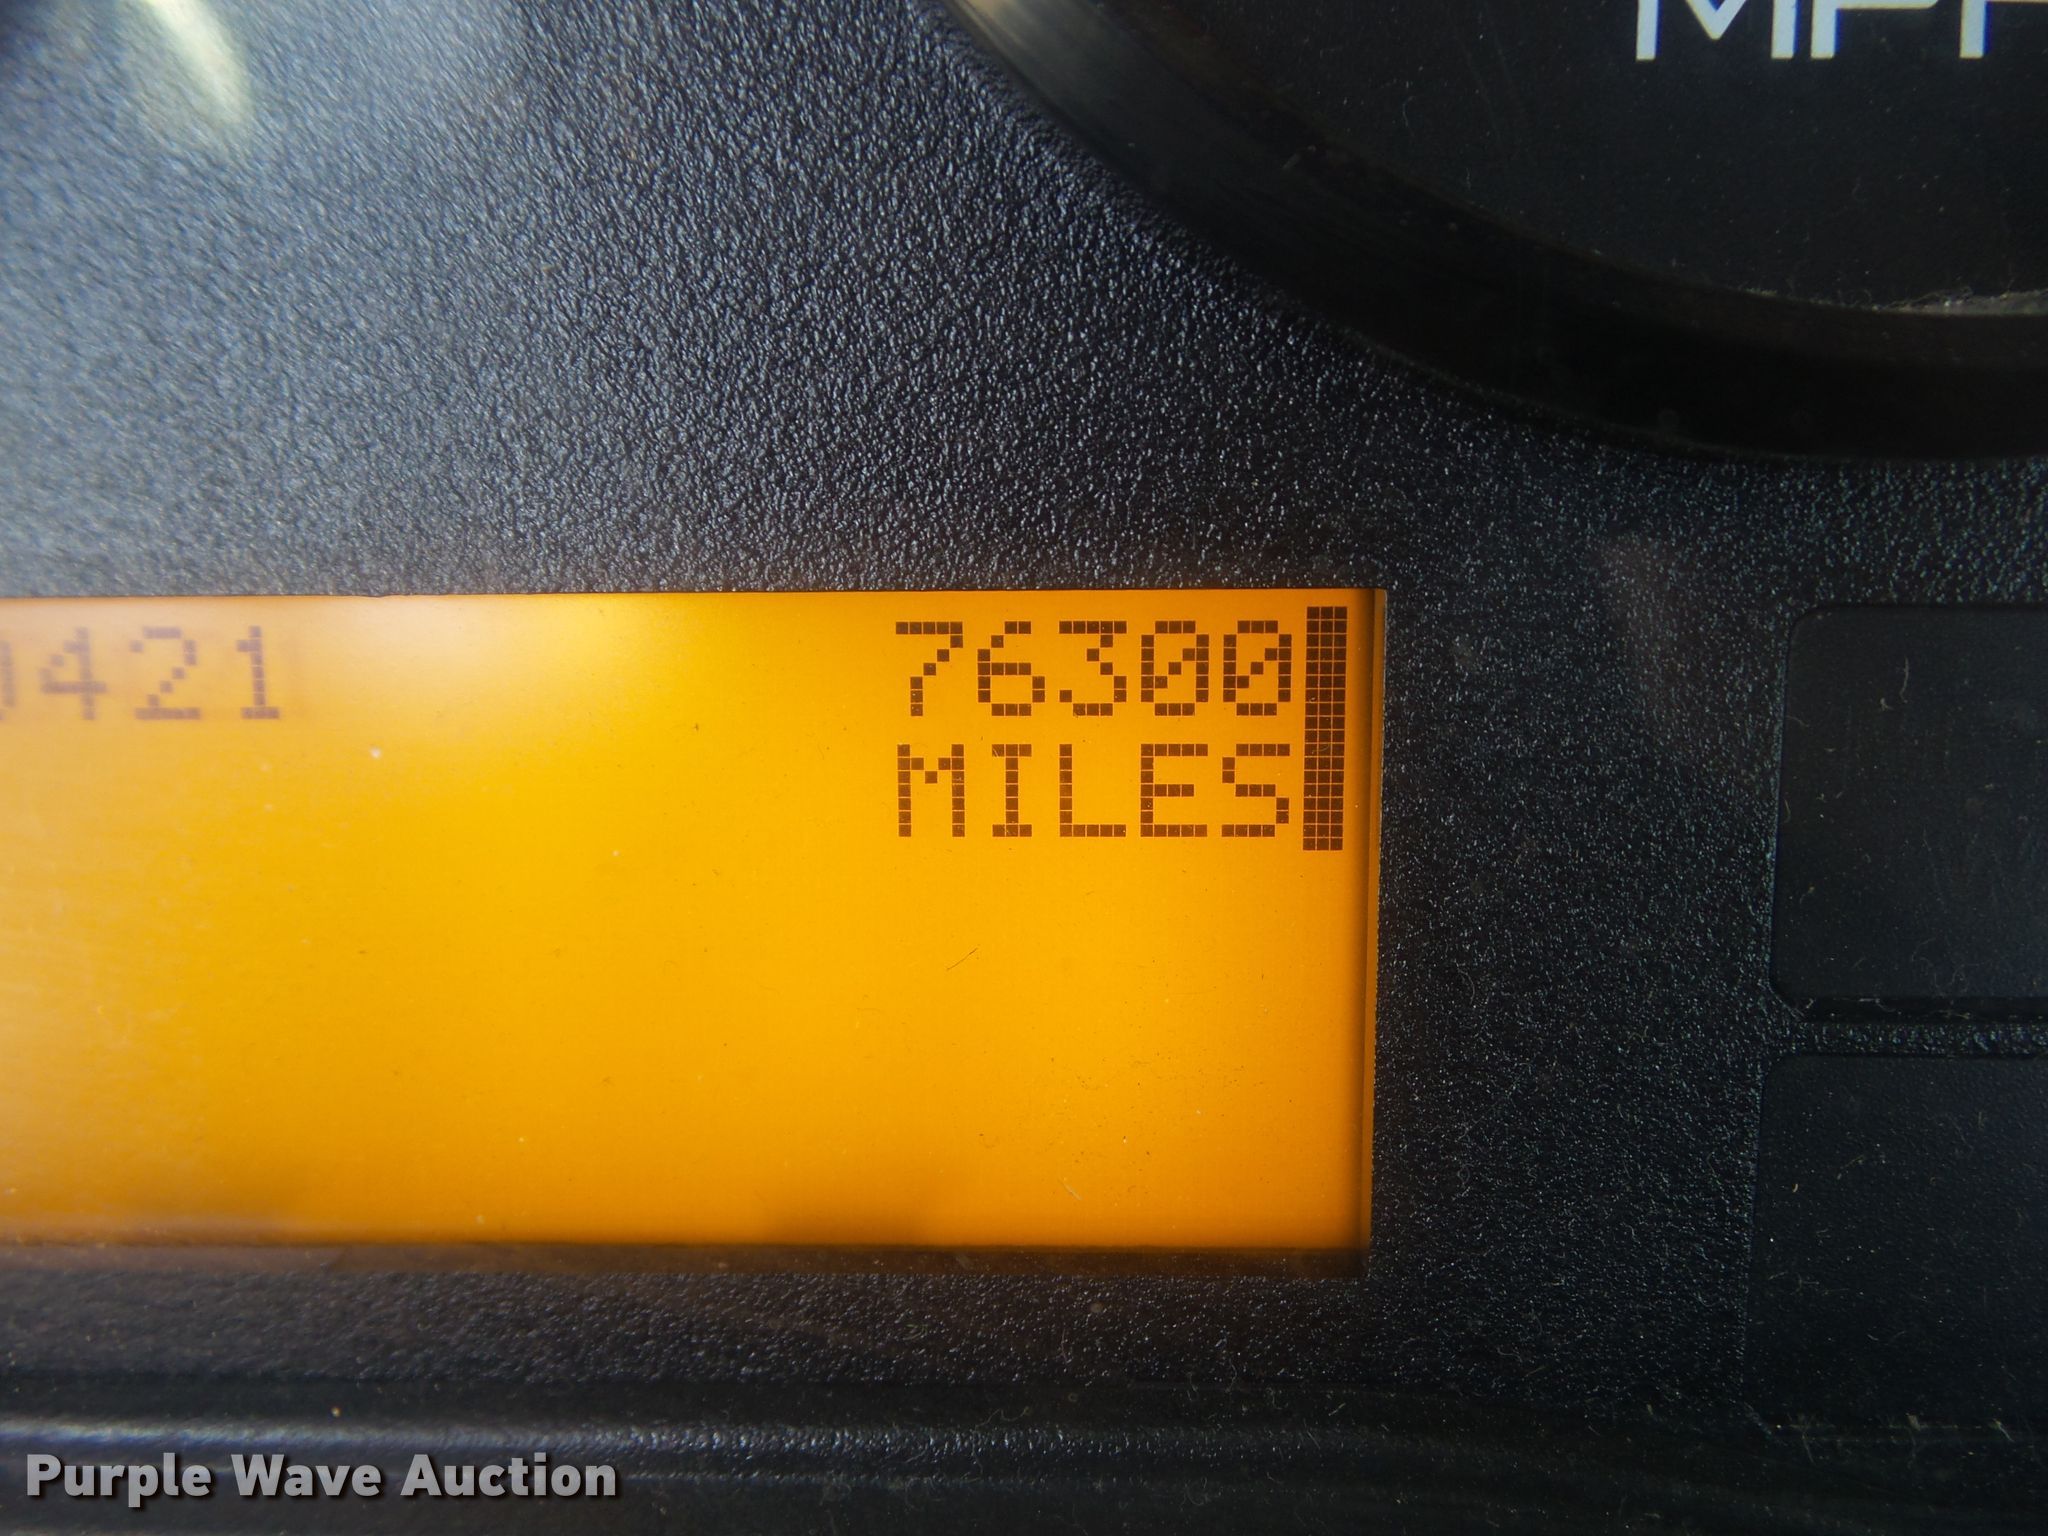 MPH
0421 76300
MILES
Purple Wave Auction